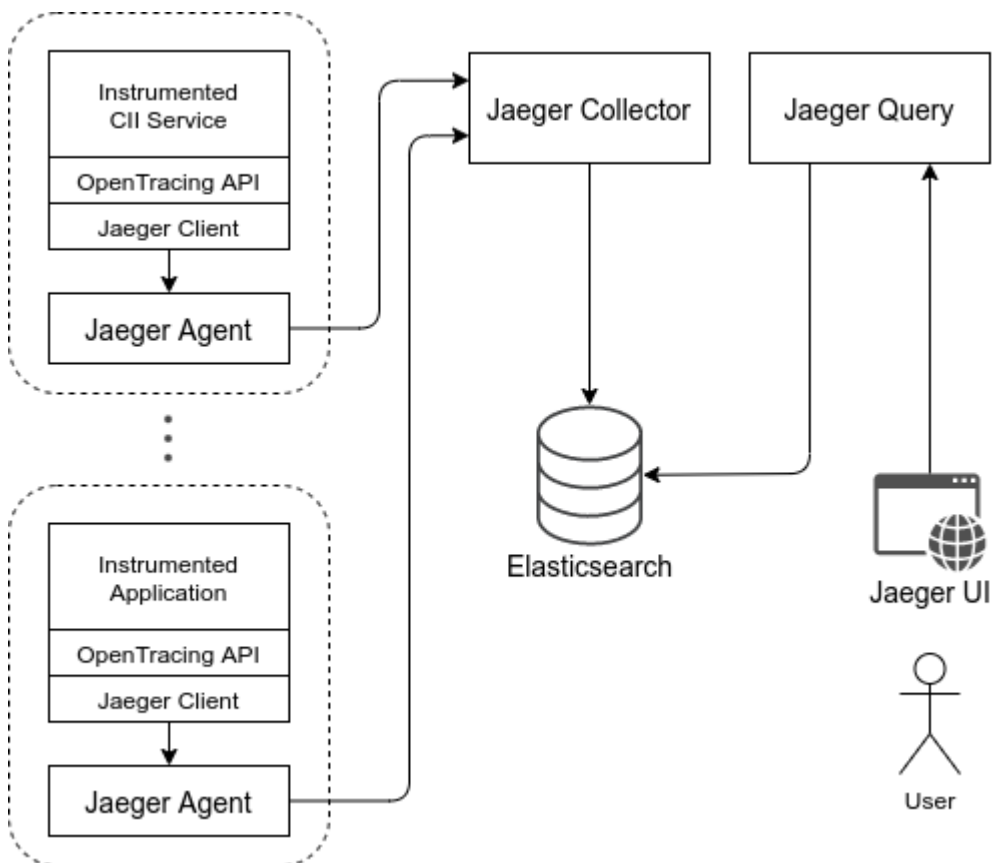 Instrumented
CII Service
OpenTracing API
Jaeger Client
Jaeger Agent
Jaeger Collector
Jaeger Query
Elasticsearch
Jaeger UI
User
Instrumented
Application
OpenTracing API
Jaeger Client
Jaeger Agent